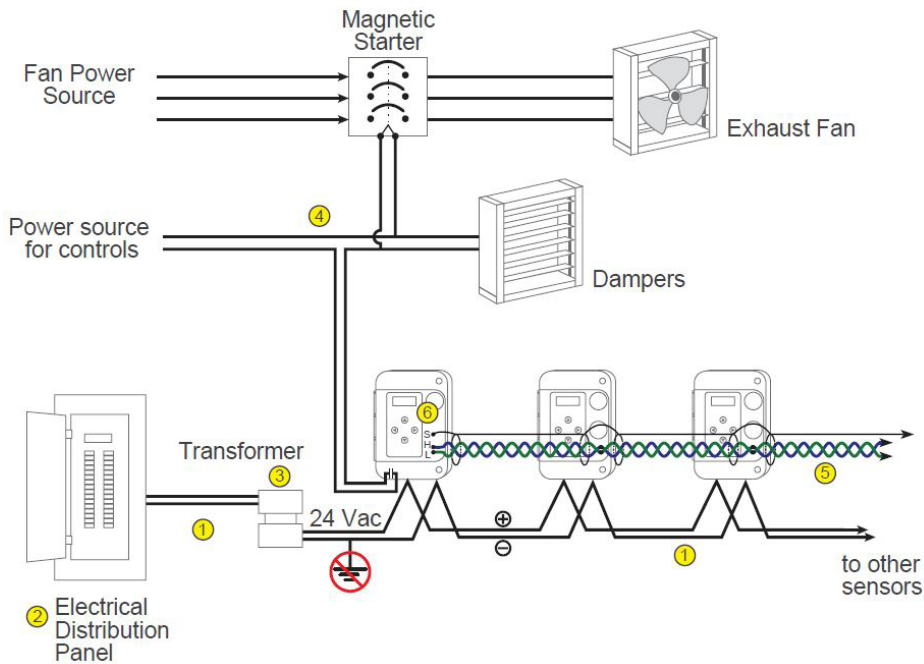 Magnetic
Starter
Fan Power
Source
Exhaust Fan
4
Power source
for controls
Dampers
6
S
H
L
Transformer
3
5
24 Vac
+
−
1
1
to other
sensors
2 Electrical
Distribution
Panel